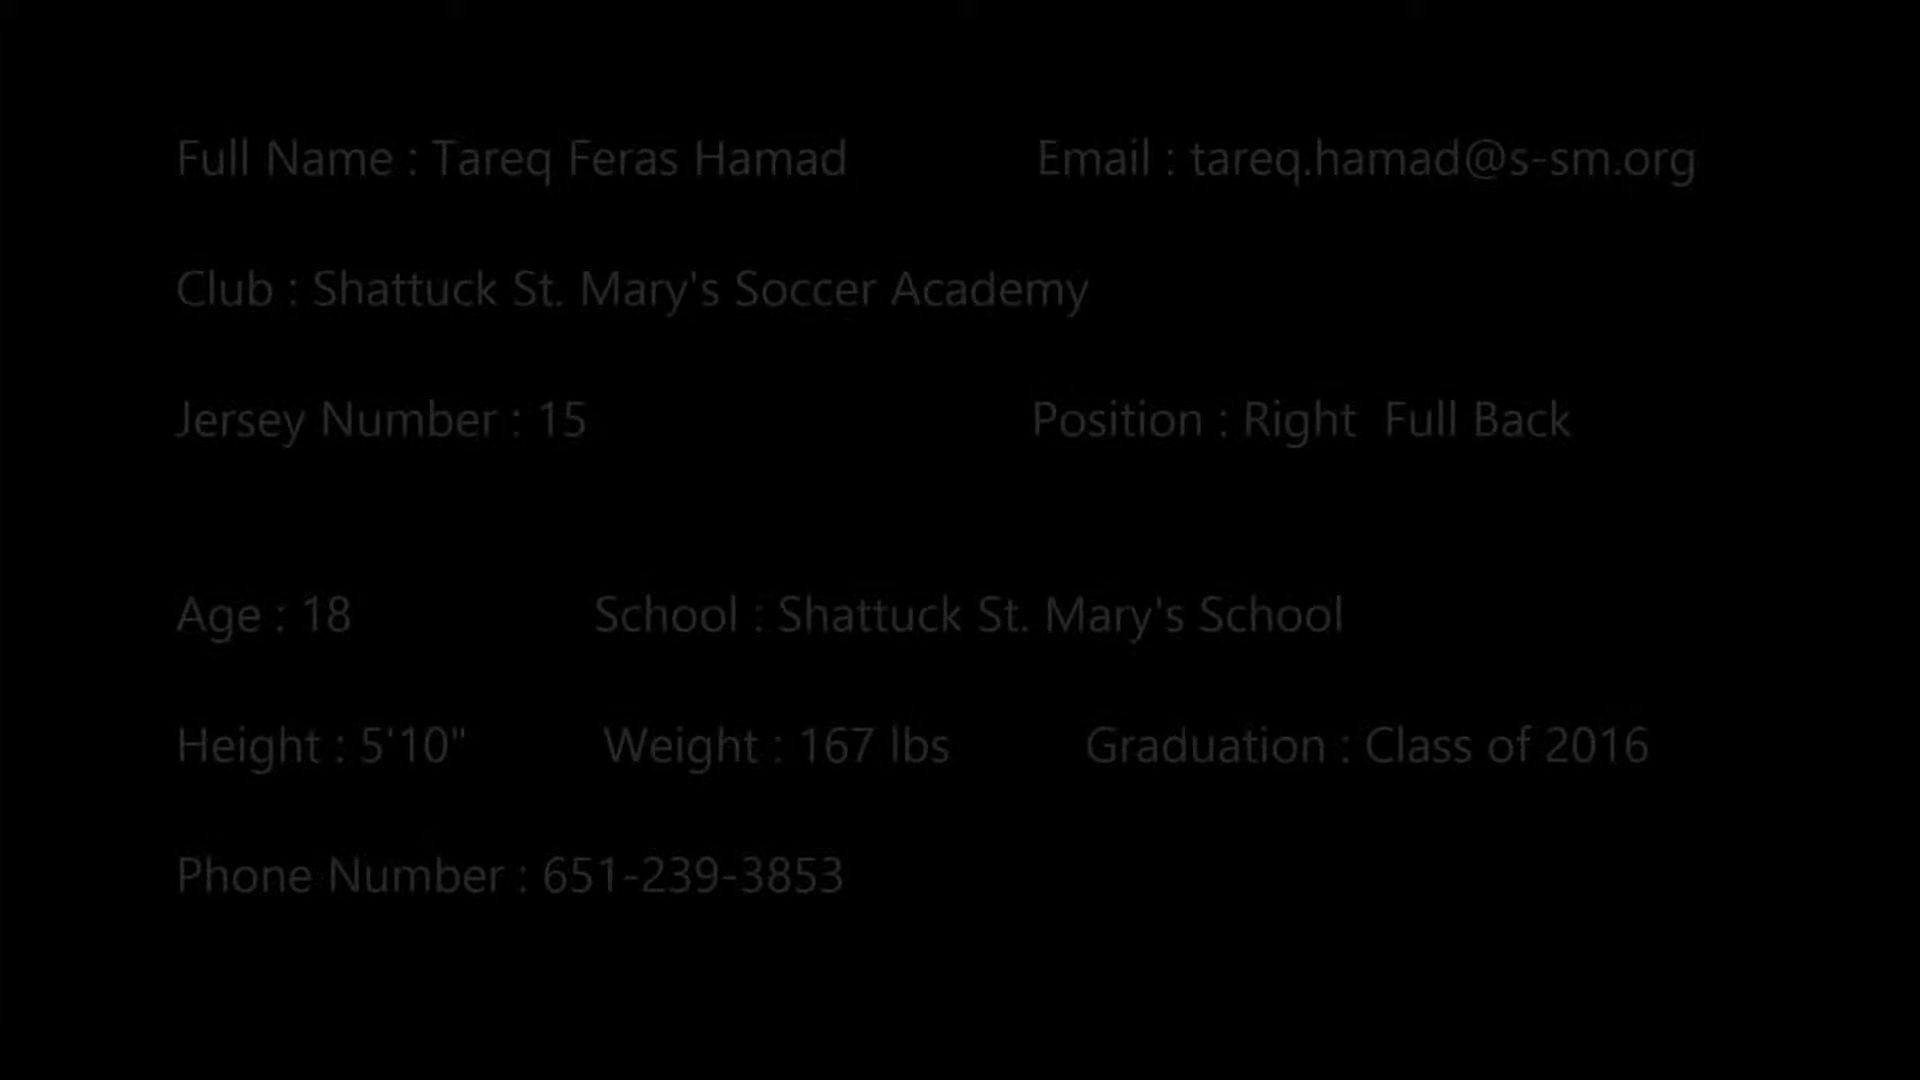 Full Name : Tareq Feras Hamad Email : tareq.hamad@s-sm.org
Club : Shattuck St. Mary's Soccer Academy
Jersey Number : 15 Position : Right  Full Back
Age : 18 School : Shattuck St. Mary's School
Height : 5'10" Weight : 167 lbs Graduation : Class of 2016
Phone Number : 651-239-3853